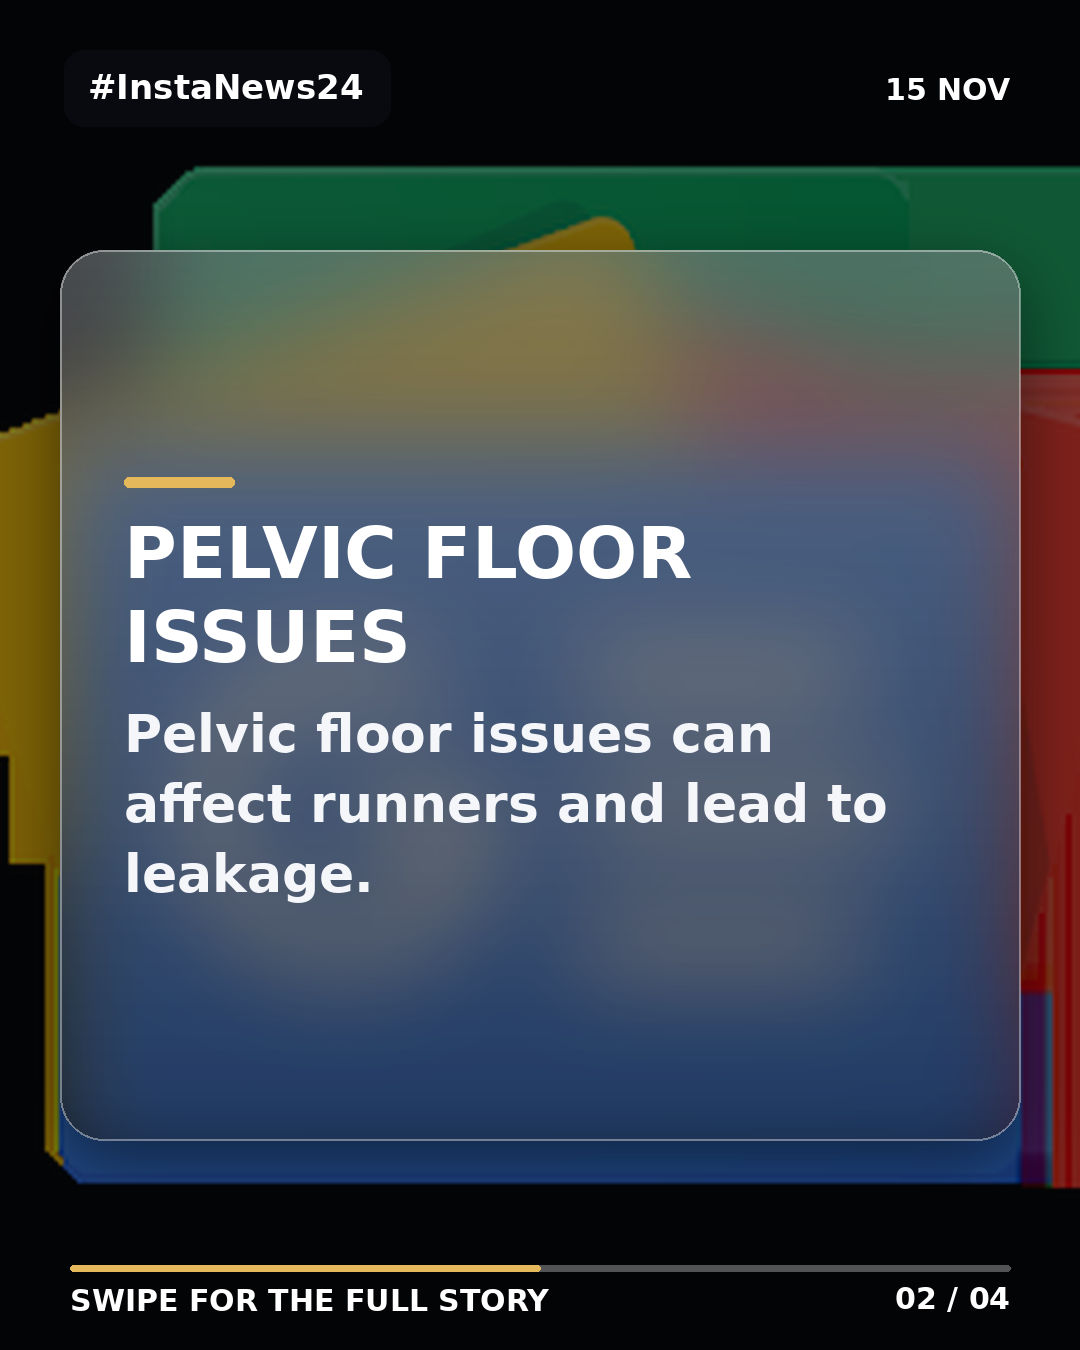 #InstaNews24
15 NOV
PELVIC FLOOR
ISSUES
Pelvic floor issues can
affect runners and lead to
leakage.
SWIPE FOR THE FULL STORY
02 / 04